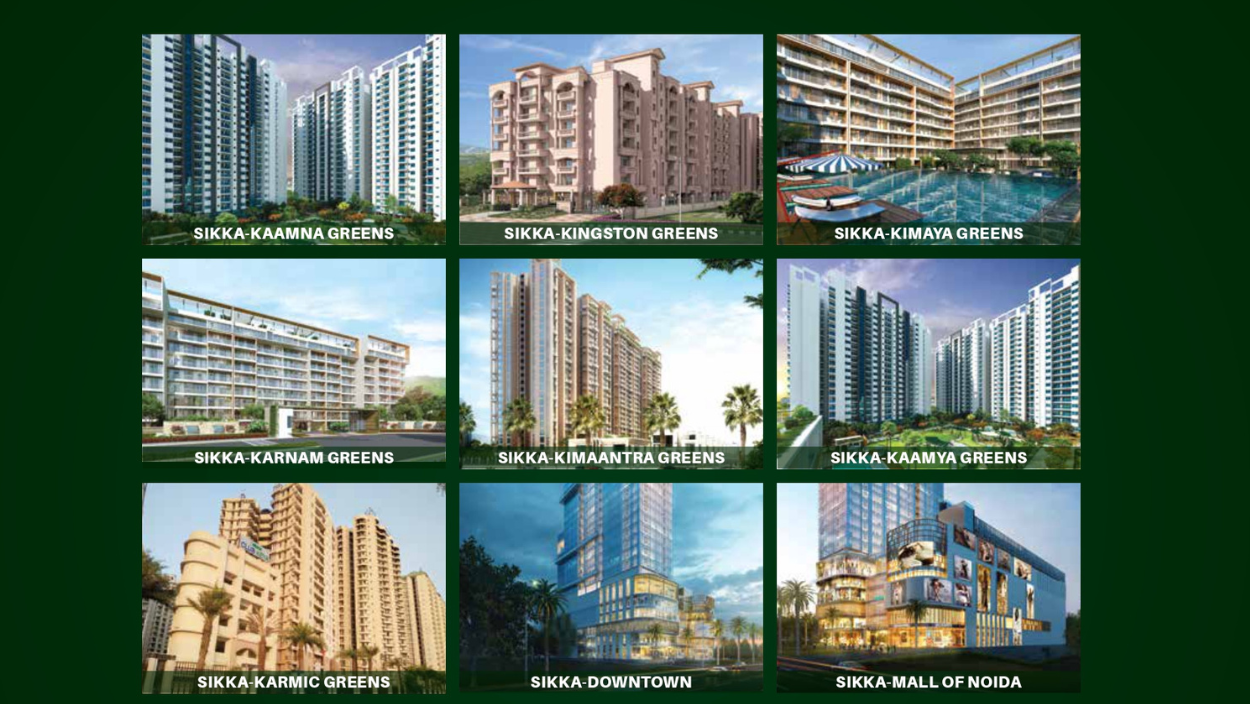 SIKKA-KAAMNA GREENS
SIKKA-KINGSTON GREENS
SIKKA-KIMAYA GREENS
SIKKA-KARNAM GREENS
SIKKA-KIMAANTRA GREENS
SIKKA-KAAMYA GREENS
SIKKA-KARMIC GREENS
SIKKA-DOWNTOWN
SIKKA-MALL OF NOIDA